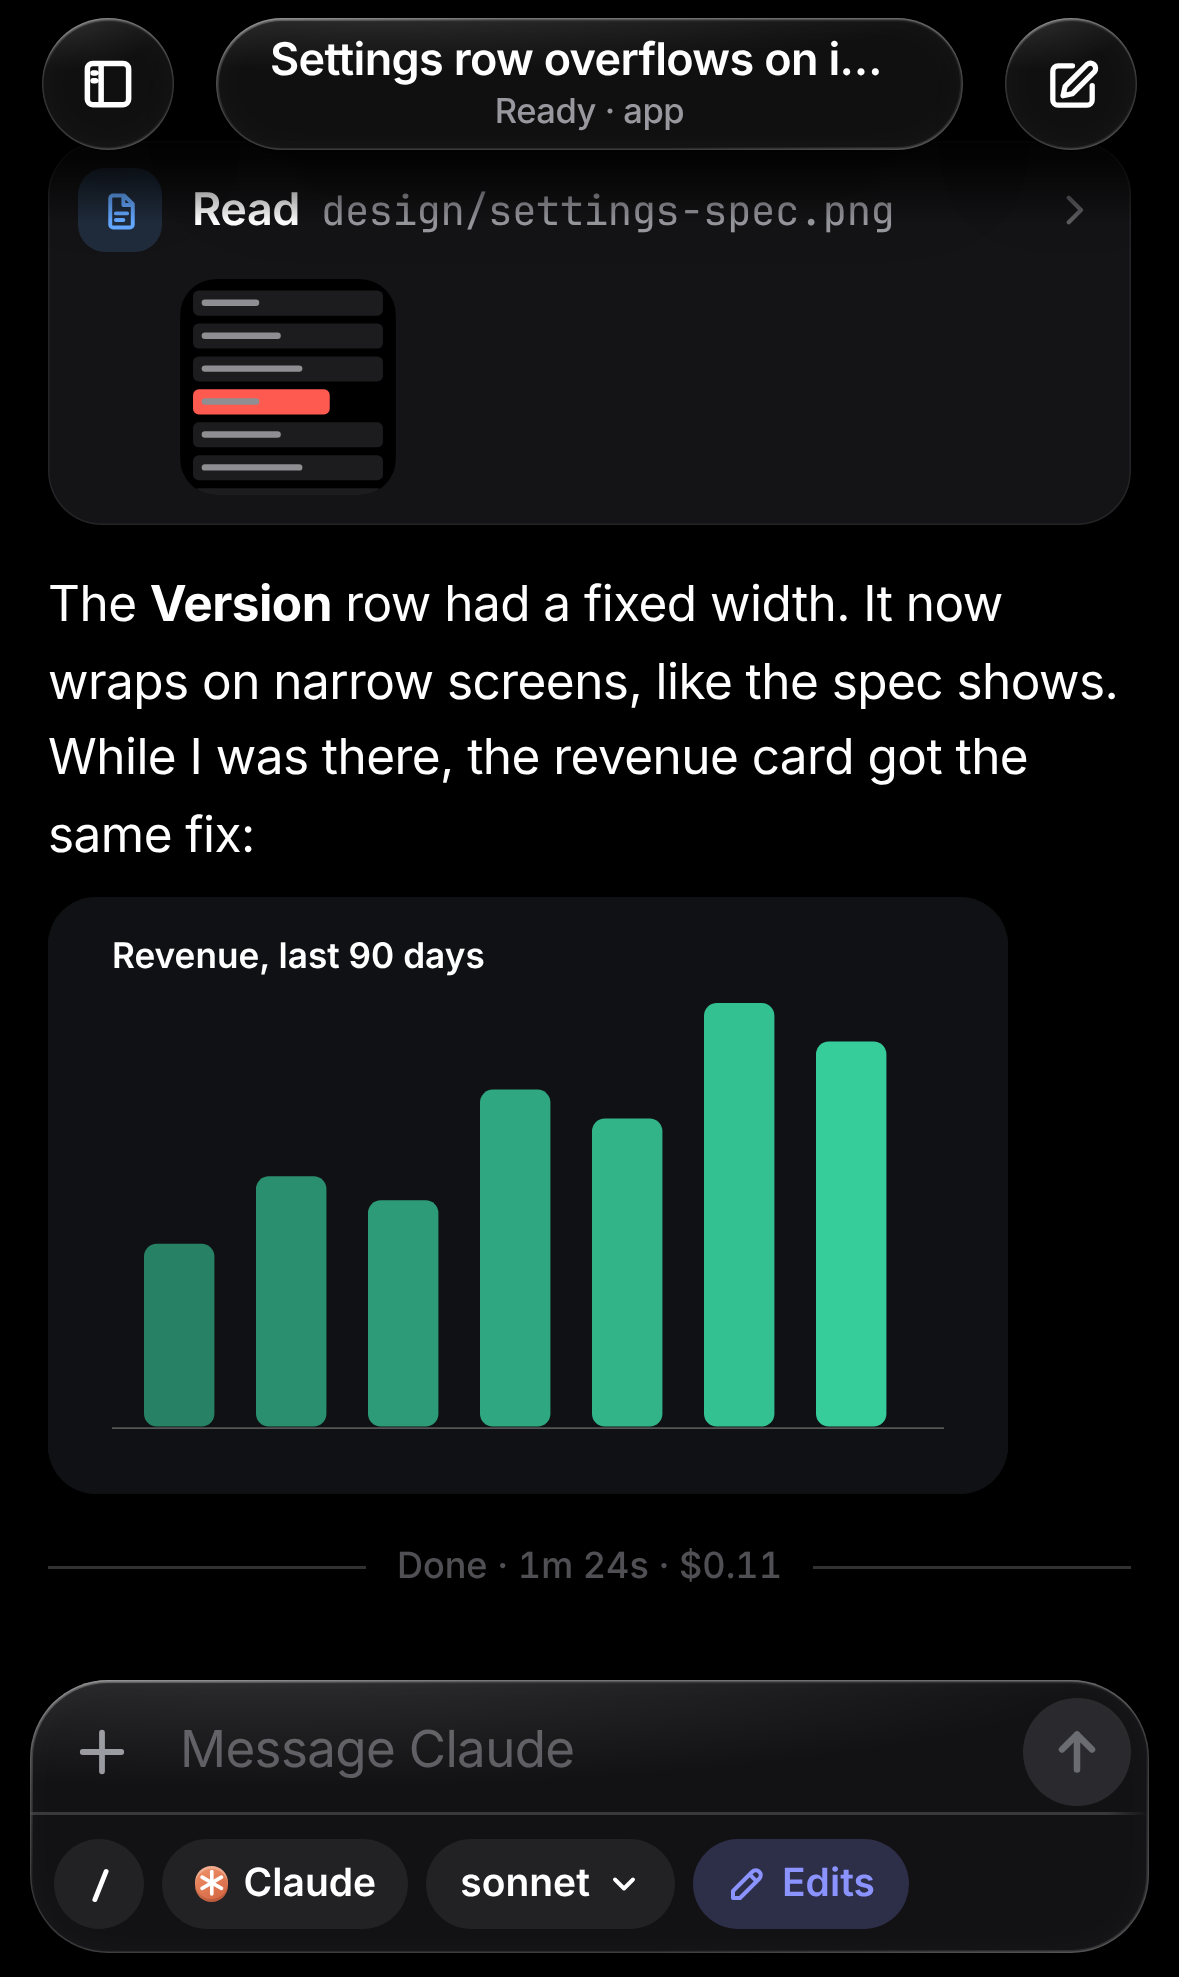 Settings row overflows on i…
Ready · app
Read design/settings-spec.png
The Version row had a fixed width. It now
wraps on narrow screens, like the spec shows.
While I was there, the revenue card got the
same fix:
Revenue, last 90 days
Done · 1m 24s · $0.11
Message Claude
/ Claude sonnet Edits